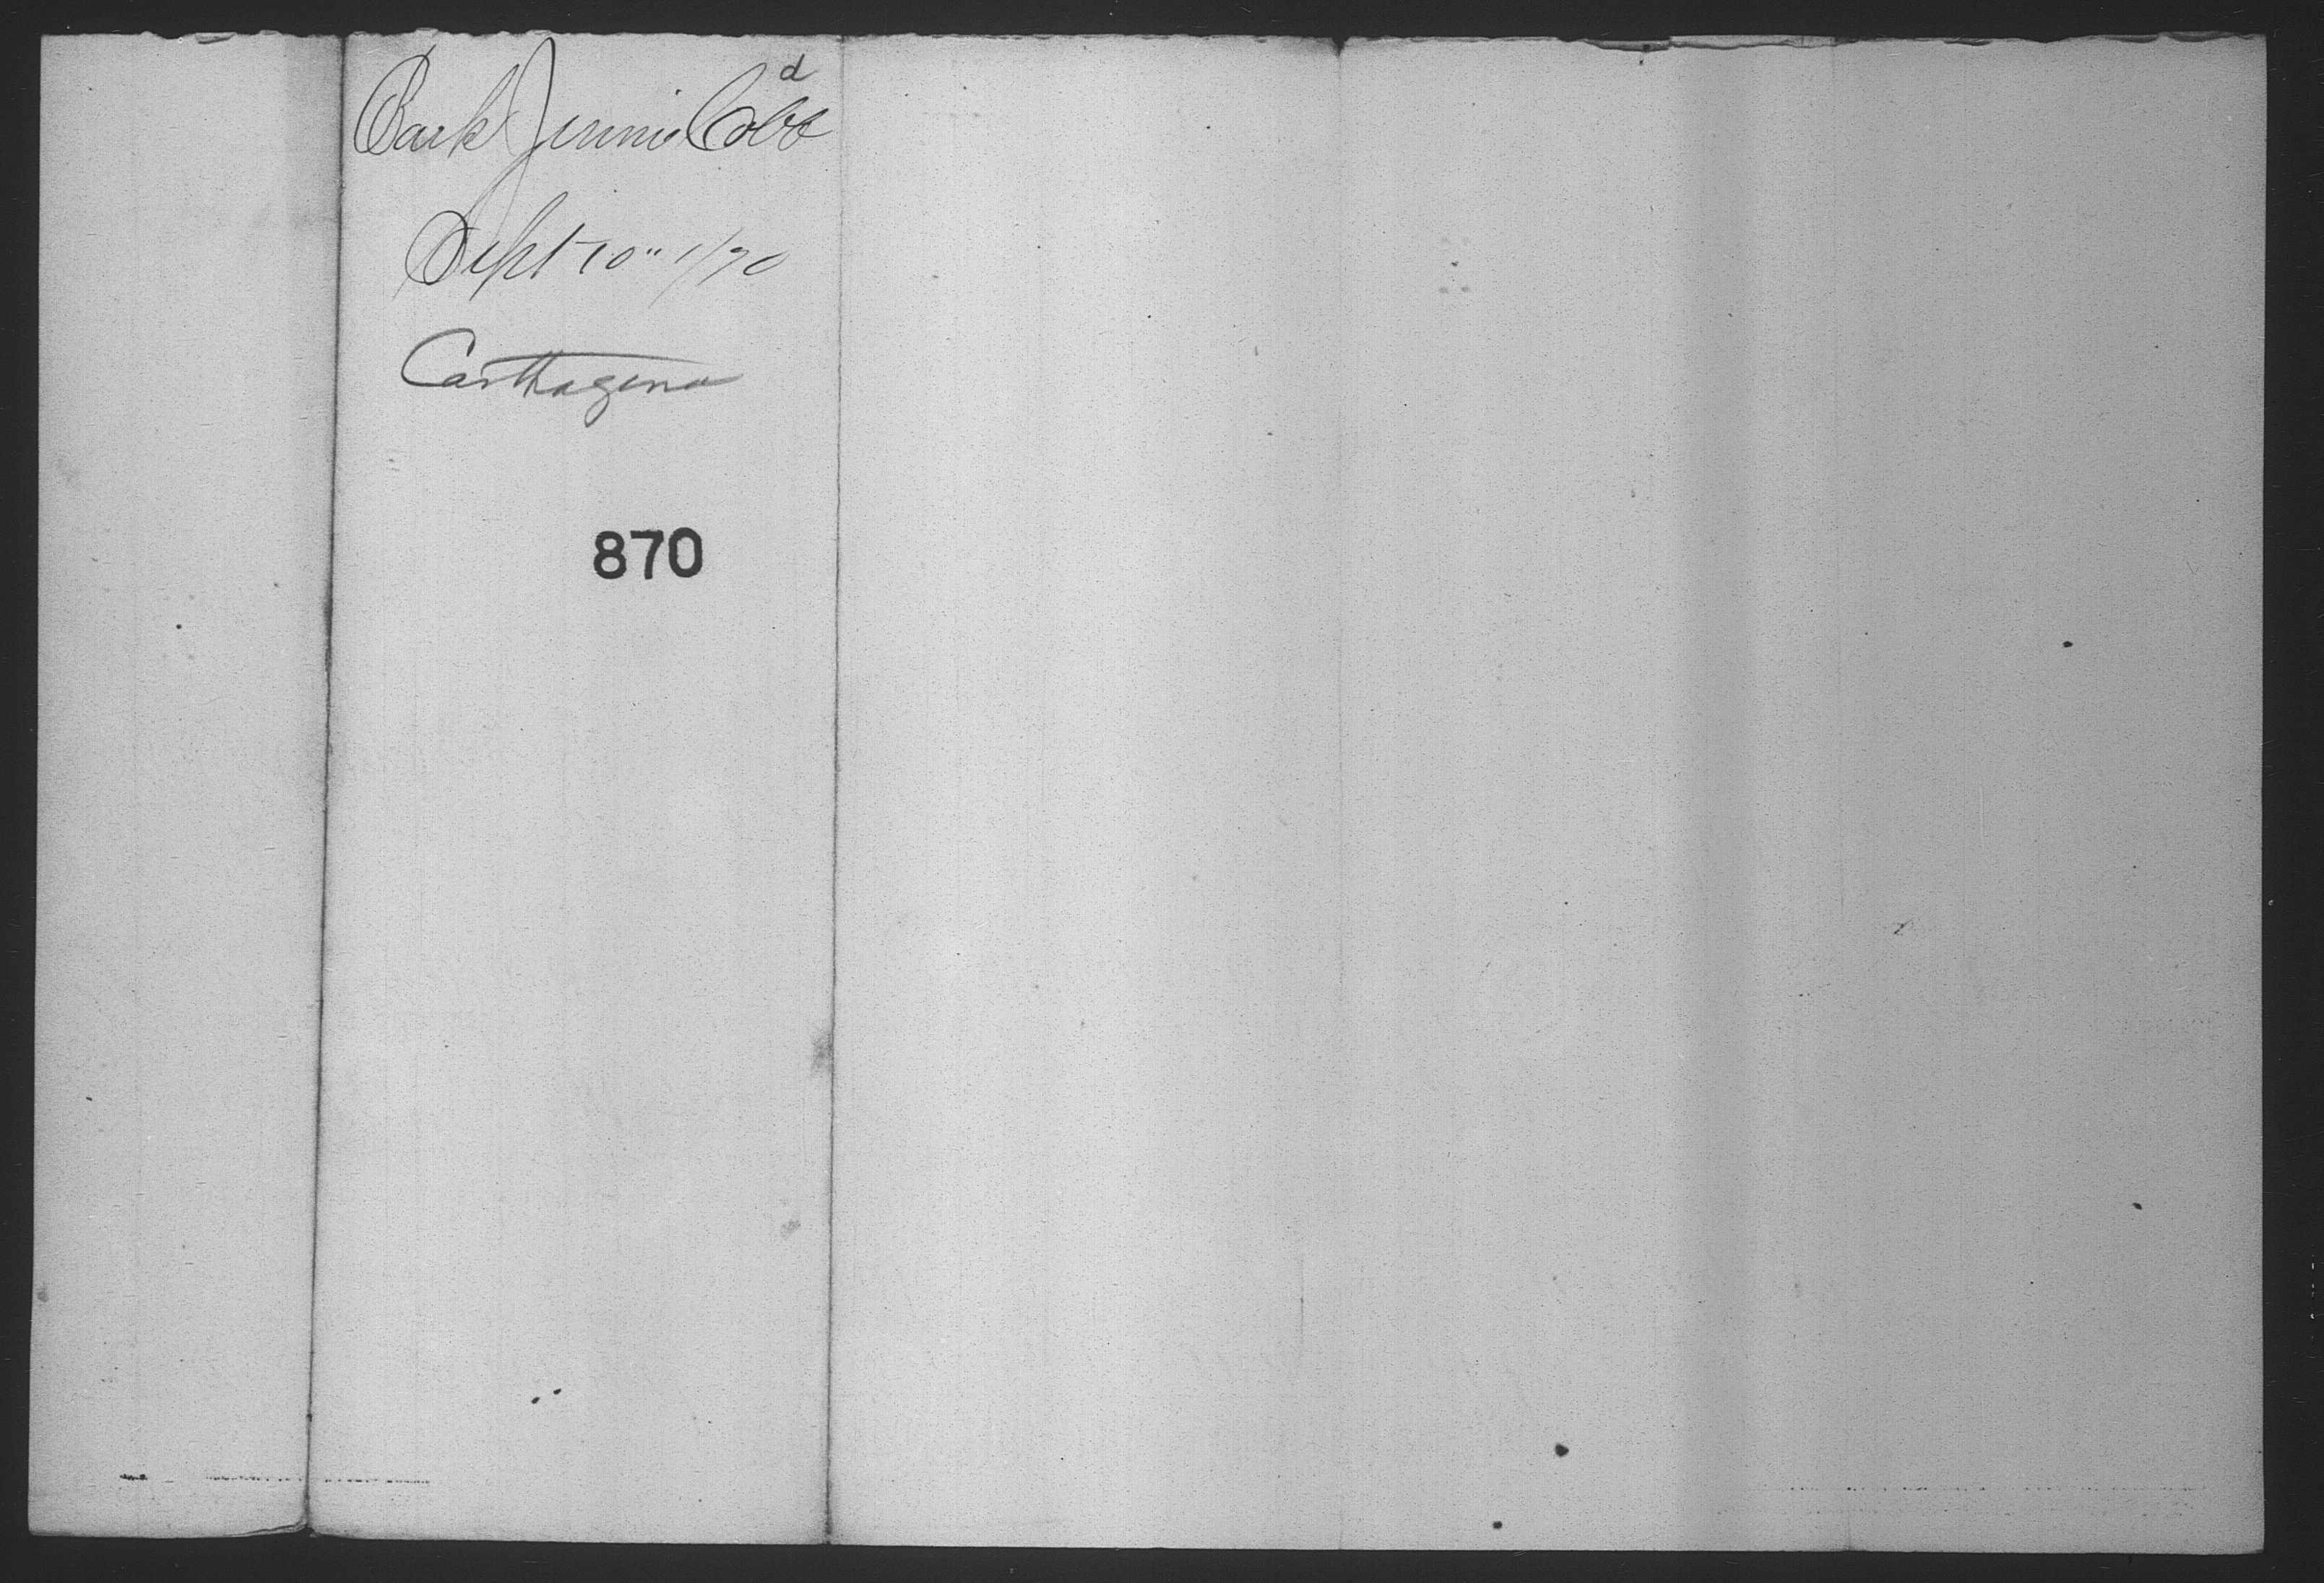 d
Bark Jennie Cobb
Sept 10" 1/70
Carthagena
870